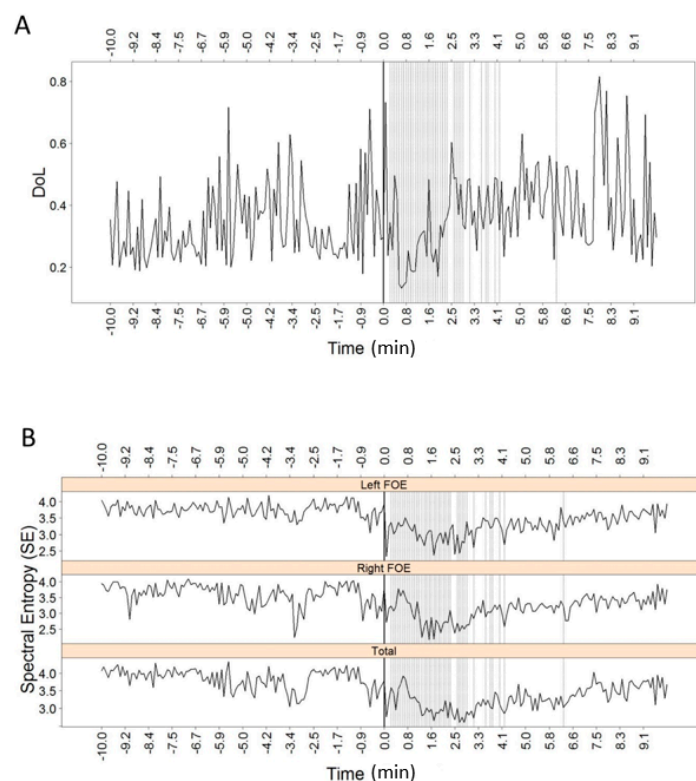 A
-10.0 -9.2 -8.4 -7.5 -6.7 -5.9 -5.1 -4.2 -3.4 -2.5 -1.7 -0.9 0.0 0.8 1.6 2.5 3.3 4.1 5.0 5.8 6.6 7.5 8.3 9.1
DoL
0.8
0.6
0.4
0.2
-10.0 -9.2 -8.4 -7.5 -6.7 -5.9 -5.1 -4.2 -3.4 -2.5 -1.7 -0.9 0.0 0.8 1.6 2.5 3.3 4.1 5.0 5.8 6.6 7.5 8.3 9.1
Time (min)
B
-10.0 -9.2 -8.4 -7.5 -6.7 -5.9 -5.1 -4.2 -3.4 -2.5 -1.7 -0.9 0.0 0.8 1.6 2.5 3.3 4.1 5.0 5.8 6.6 7.5 8.3 9.1
Spectral Entropy (SE)
Left FOE
4.0
3.5
3.0
2.5
Right FOE
4.0
3.5
3.0
2.5
Total
4.0
3.5
3.0
-10.0 -9.2 -8.4 -7.5 -6.7 -5.9 -5.1 -4.2 -3.4 -2.5 -1.7 -0.9 0.0 0.8 1.6 2.5 3.3 4.1 5.0 5.8 6.6 7.5 8.3 9.1
Time (min)